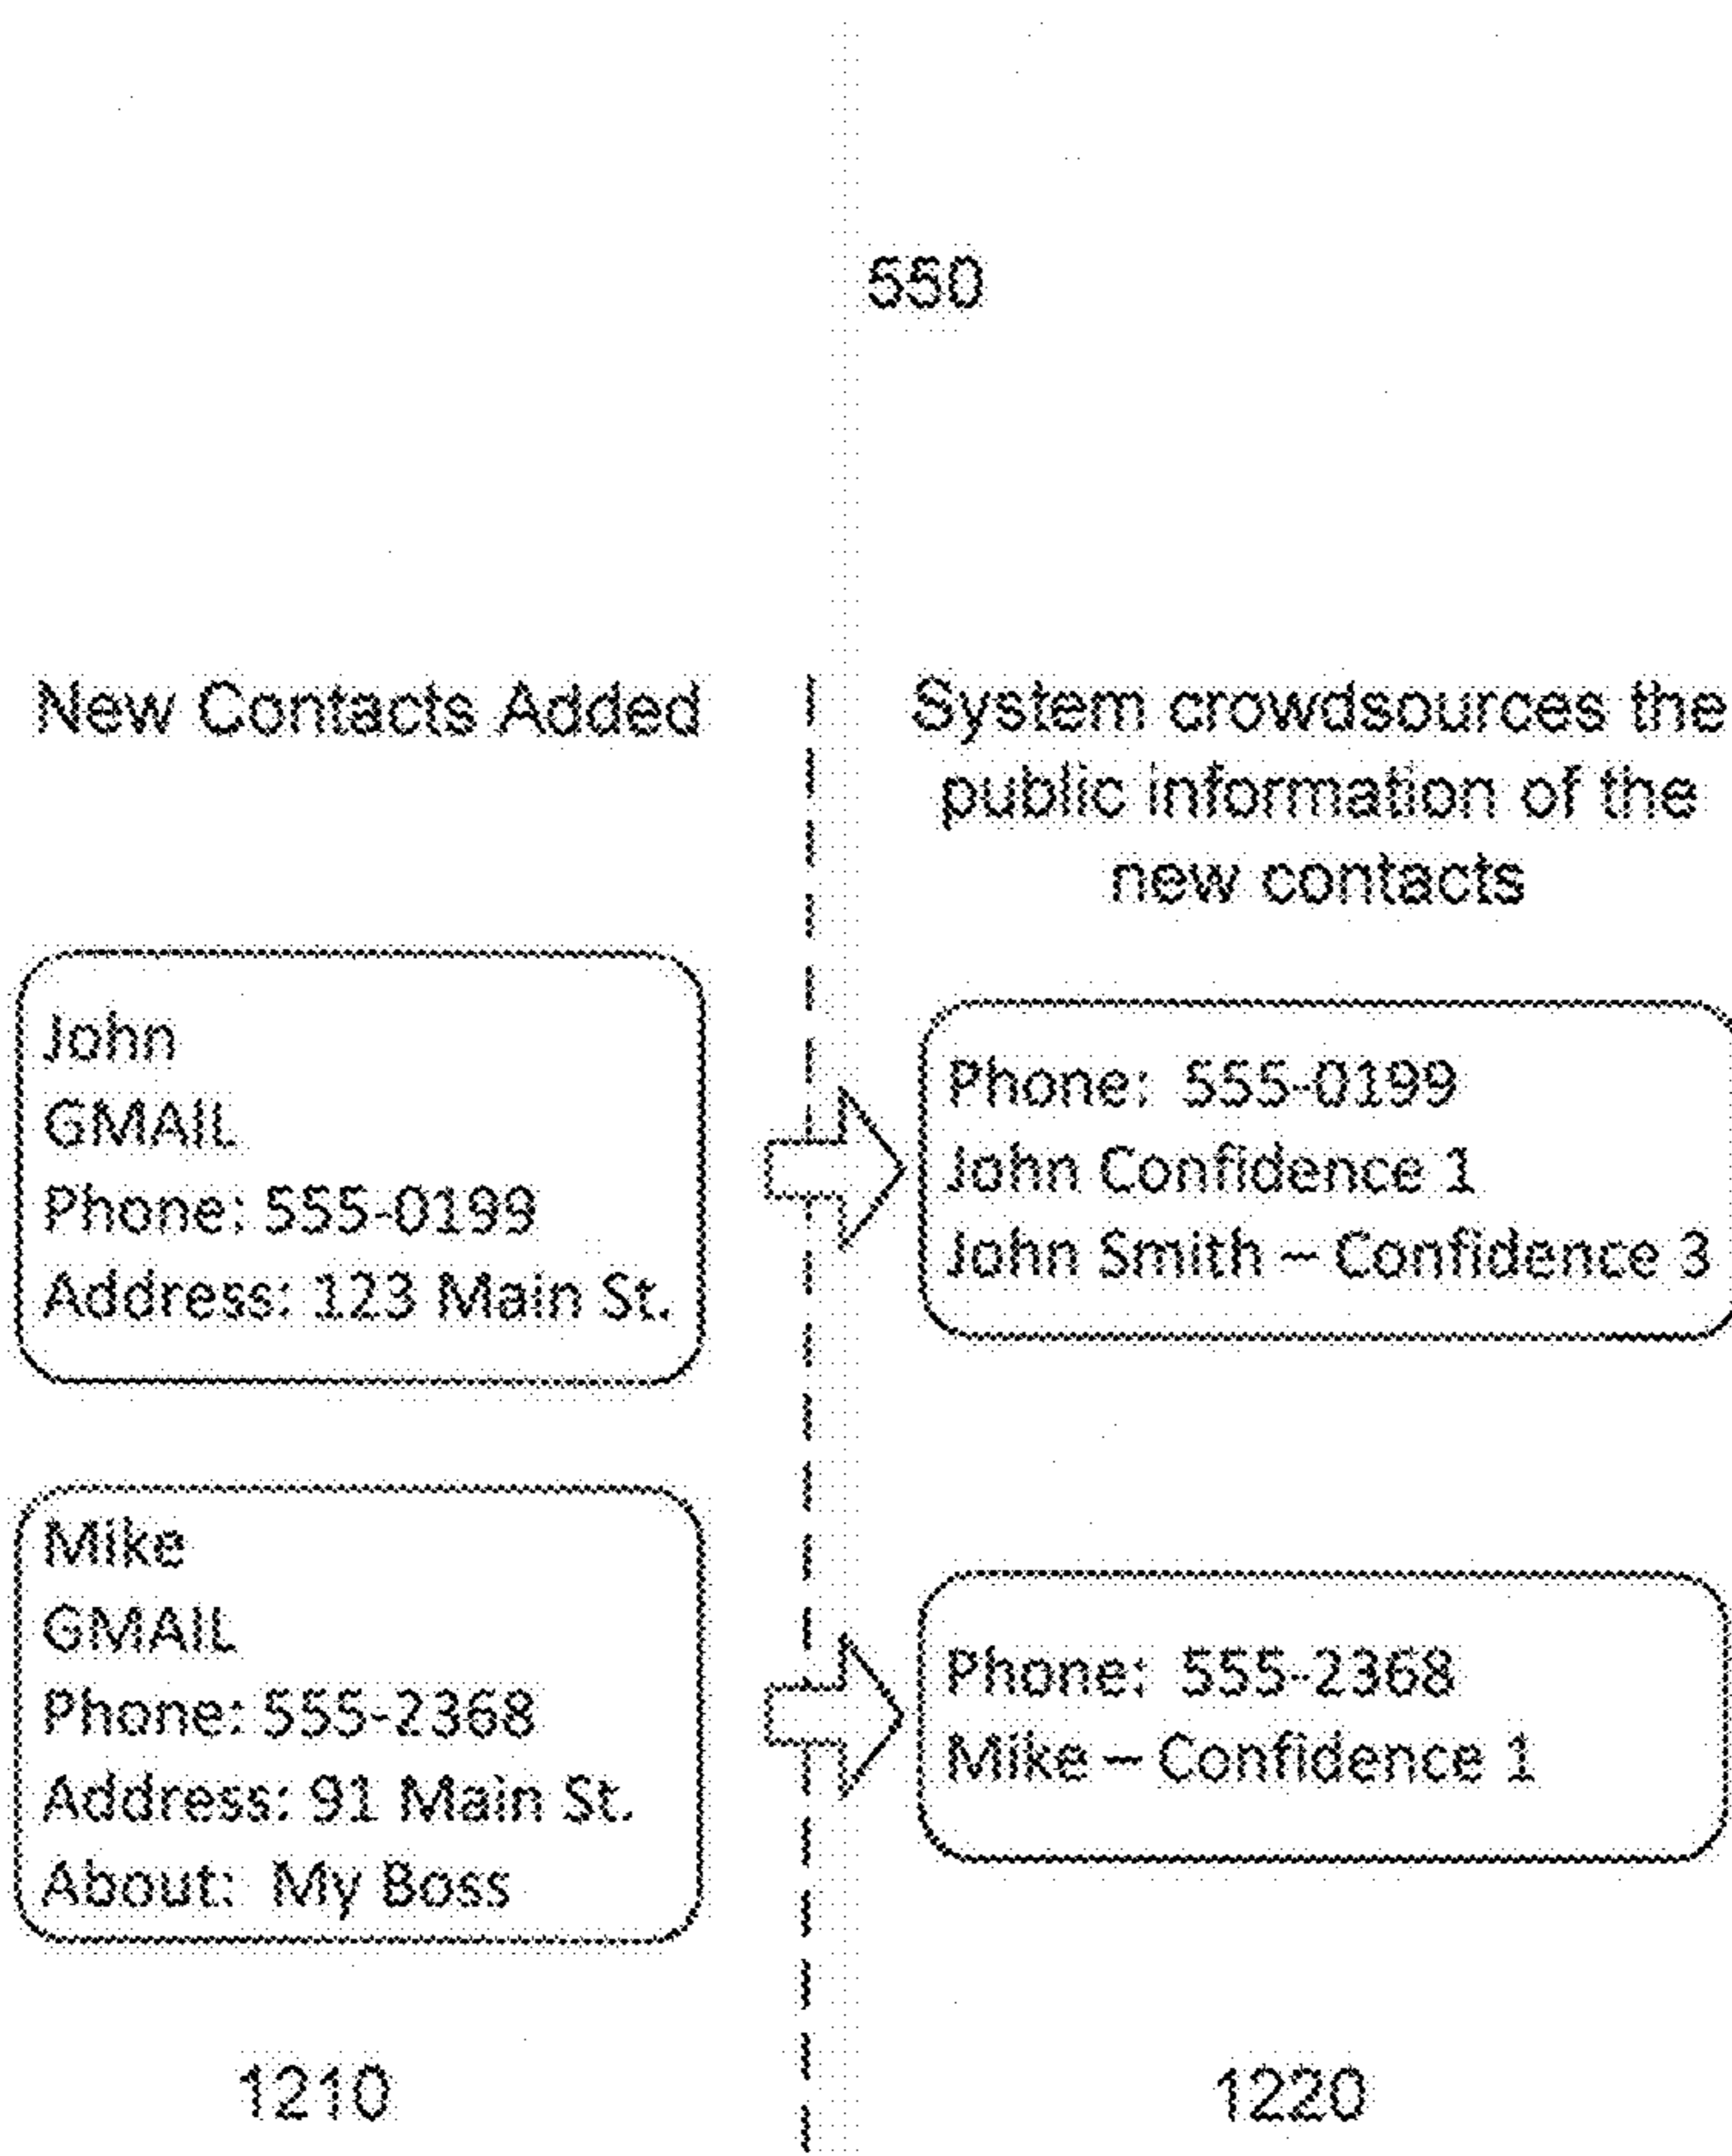 550
New Contacts Added
John
GMAIL
Phone: 555-0199
Address: 123 Main St.
Mike
GMAIL
Phone: 555-2368
Address: 91 Main St.
About: My Boss
1210
System crowdsources the
public information of the
new contacts
Phone: 555-0199
John Confidence 1
John Smith – Confidence 3
Phone: 555-2368
Mike – Confidence 1
1220